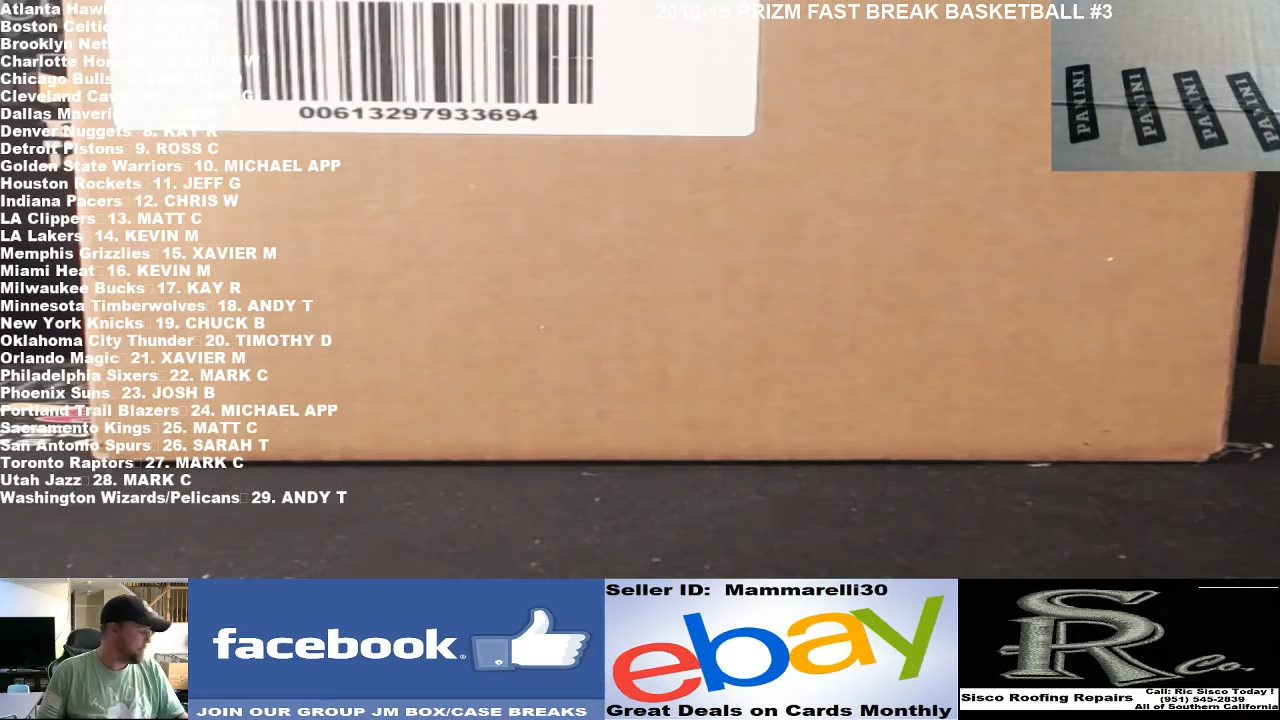 Atlanta Hawks
PRIZM FAST BREAK BASKETBALL #3
Boston Celtics
Brooklyn Nets
Charlotte
Chicago Bulls
Cleveland
Dallas
Denver Nuggets 8. KAY R
Detroit Pistons 9. ROSS C
Golden State Warriors 10. MICHAEL APP
Houston Rockets 11. JEFF G
Indiana Pacers 12. CHRIS W
LA Clippers 13. MATT C
LA Lakers 14. KEVIN M
Memphis Grizzlies 15. XAVIER M
Miami Heat 16. KEVIN M
Milwaukee Bucks 17. KAY R
Minnesota Timberwolves 18. ANDY T
New York Knicks 19. CHUCK B
Oklahoma City Thunder 20. TIMOTHY D
Orlando Magic 21. XAVIER M
Philadelphia Sixers 22. MARK C
Phoenix Suns 23. JOSH B
Portland Trail Blazers 24. MICHAEL APP
Sacramento Kings 25. MATT C
San Antonio Spurs 26. SARAH T
Toronto Raptors 27. MARK C
Utah Jazz 28. MARK C
Washington Wizards/Pelicans 29. ANDY T
00613297933694
PANINI PANINI PANINI PANINI
facebook
JOIN OUR GROUP JM BOX/CASE BREAKS
Seller ID: Mammarelli30
ebay
Great Deals on Cards Monthly
SR Co.
Sisco Roofing Repairs
Call: Ric Sisco Today !
(951) 545-2839
All of Southern California